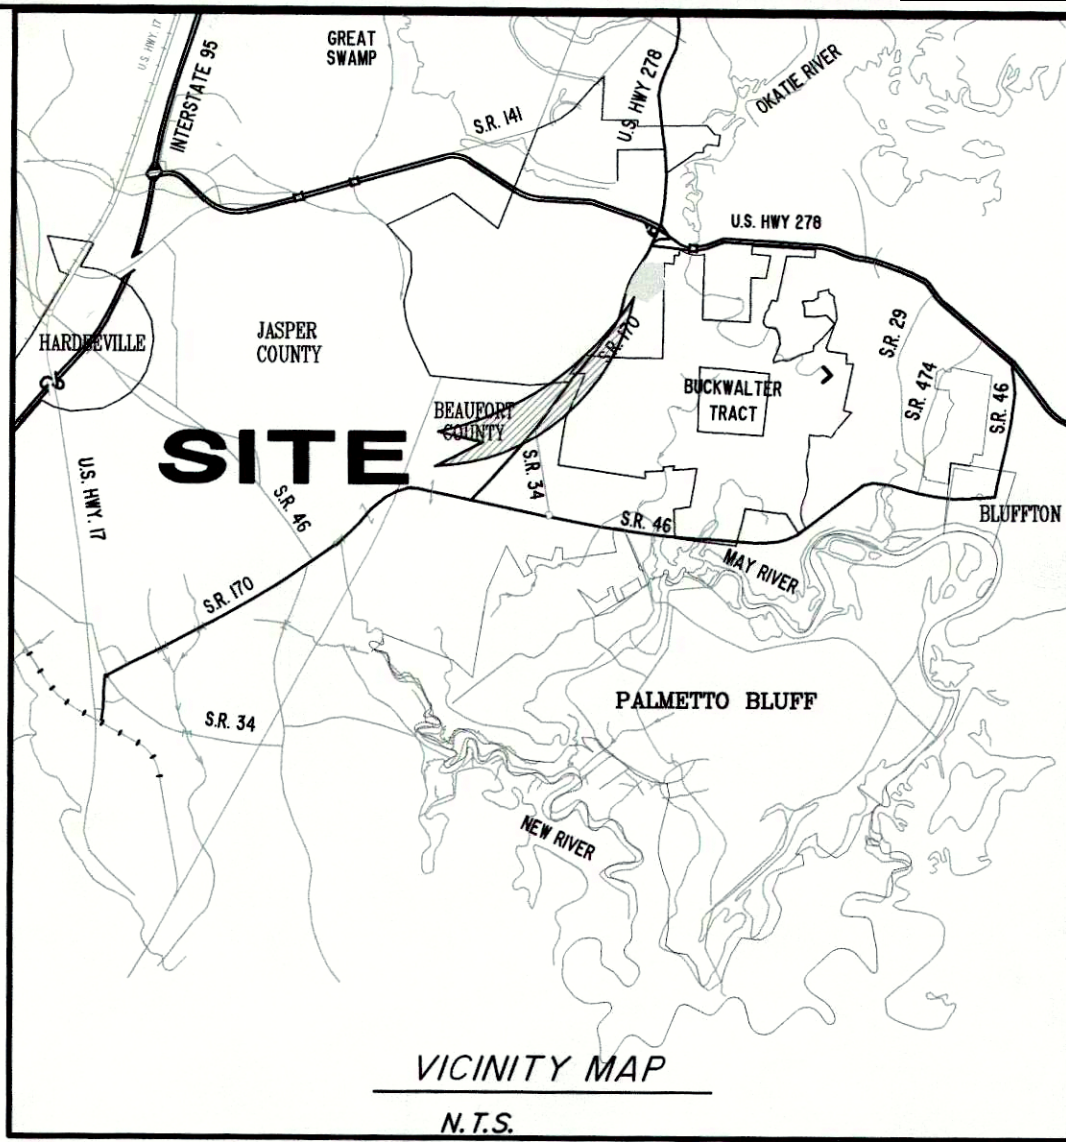 U.S. HWY. 17
INTERSTATE 95
GREAT
SWAMP
S.R. 141
U.S. HWY 278
OKATIE RIVER
U.S. HWY 278
HARDEEVILLE
JASPER
COUNTY
S.R. 170
S.R. 29
BUCKWALTER
TRACT
S.R. 474
S.R. 46
BEAUFORT
COUNTY
SITE
U.S. HWY. 17
S.R. 46
S.R. 34
S.R. 46
BLUFFTON
MAY RIVER
S.R. 170
PALMETTO BLUFF
S.R. 34
NEW RIVER
VICINITY MAP
N.T.S.